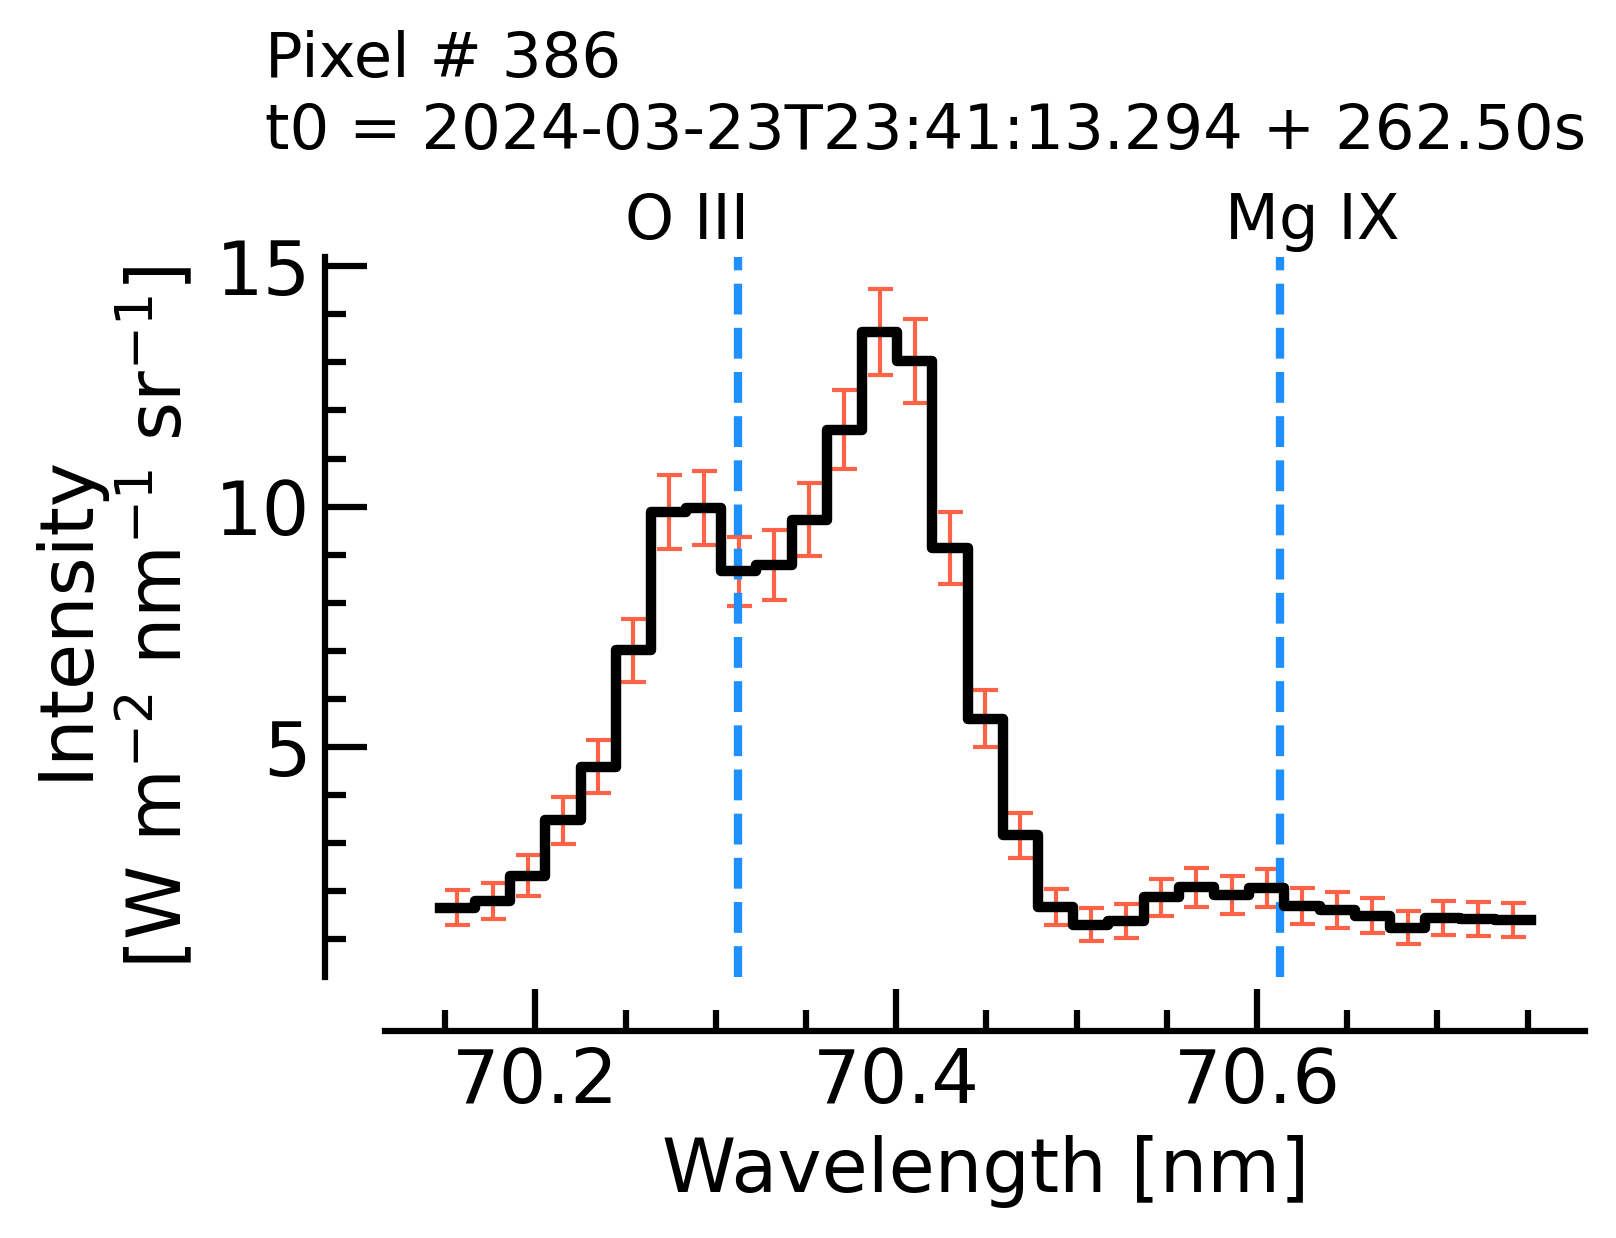 Pixel # 386
t0 = 2024-03-23T23:41:13.294 + 262.50s
O III Mg IX
15
10
5
Intensity
[W m⁻² nm⁻¹ sr⁻¹]
70.2 70.4 70.6
Wavelength [nm]